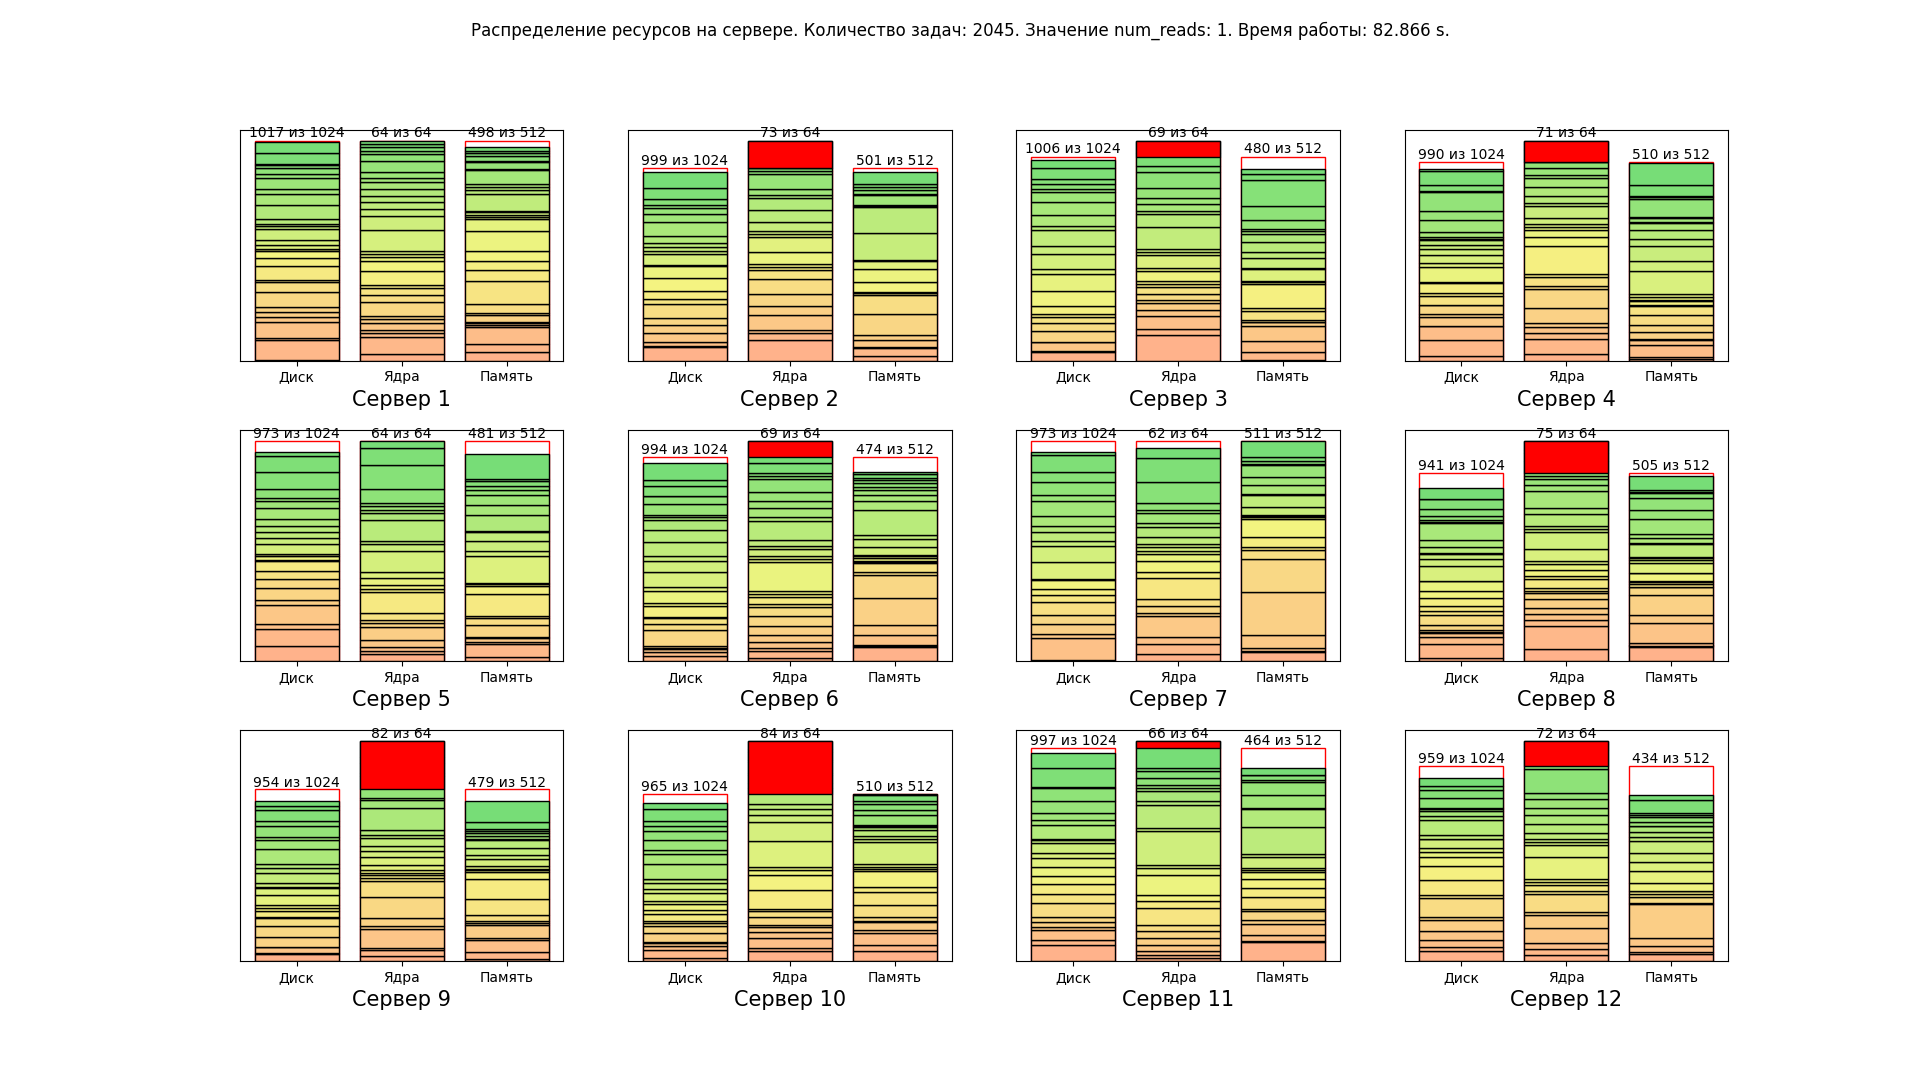 Распределение ресурсов на сервере. Количество задач: 2045. Значение num_reads: 1. Время работы: 82.866 s.
1017 из 1024 64 из 64 498 из 512
Диск Ядра Память
Сервер 1
73 из 64
999 из 1024 501 из 512
Диск Ядра Память
Сервер 2
69 из 64
1006 из 1024 480 из 512
Диск Ядра Память
Сервер 3
71 из 64
990 из 1024 510 из 512
Диск Ядра Память
Сервер 4
973 из 1024 64 из 64 481 из 512
Диск Ядра Память
Сервер 5
69 из 64
994 из 1024 474 из 512
Диск Ядра Память
Сервер 6
973 из 1024 62 из 64 511 из 512
Диск Ядра Память
Сервер 7
75 из 64
941 из 1024 505 из 512
Диск Ядра Память
Сервер 8
82 из 64
954 из 1024 479 из 512
Диск Ядра Память
Сервер 9
84 из 64
965 из 1024 510 из 512
Диск Ядра Память
Сервер 10
66 из 64
997 из 1024 464 из 512
Диск Ядра Память
Сервер 11
72 из 64
959 из 1024 434 из 512
Диск Ядра Память
Сервер 12